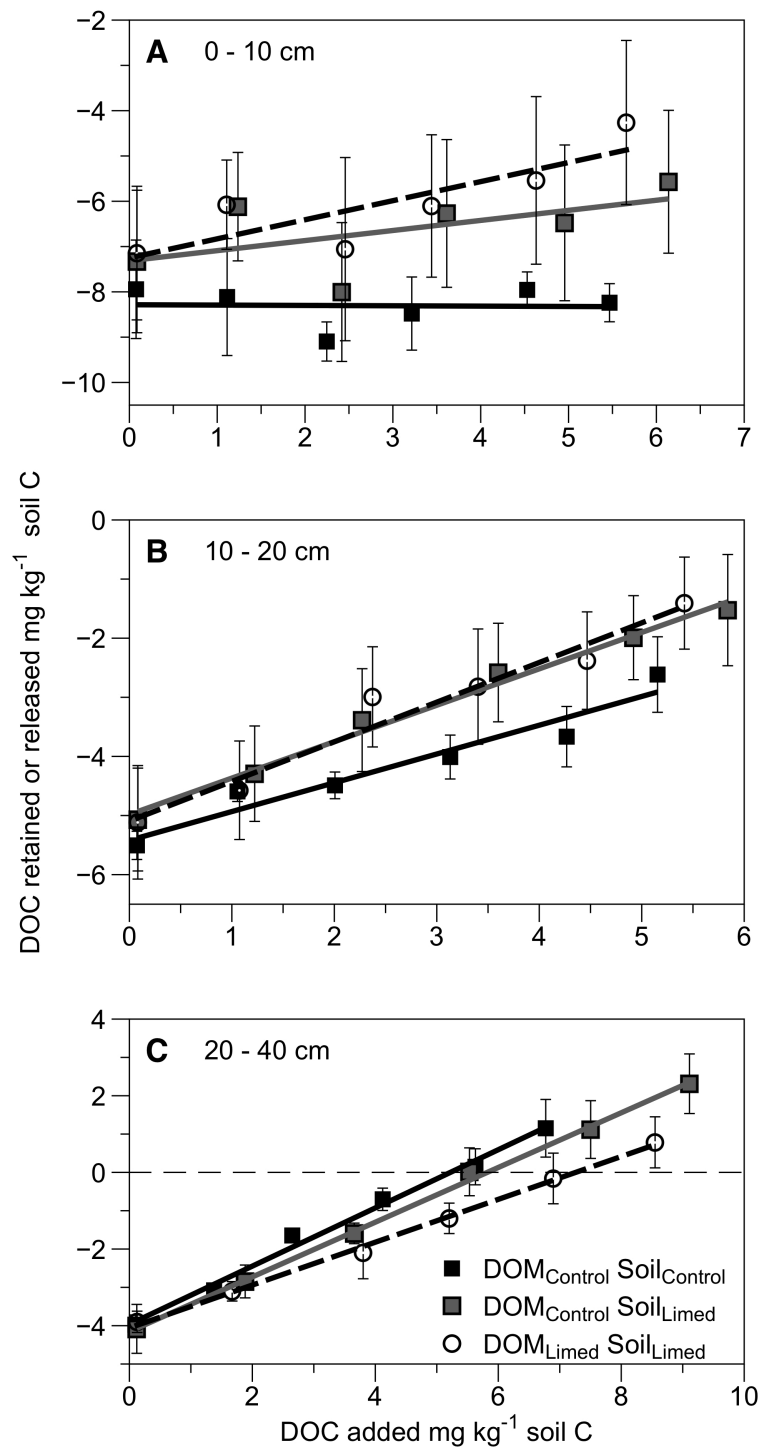 A 0 - 10 cm
−2
−4
−6
−8
−10
0 1 2 3 4 5 6 7
DOC retained or released mg kg⁻¹ soil C
B 10 - 20 cm
0
−2
−4
−6
0 1 2 3 4 5 6
C 20 - 40 cm
4
2
0
−2
−4
DOMControl SoilControl
DOMControl SoilLimed
DOMLimed SoilLimed
0 2 4 6 8 10
DOC added mg kg⁻¹ soil C